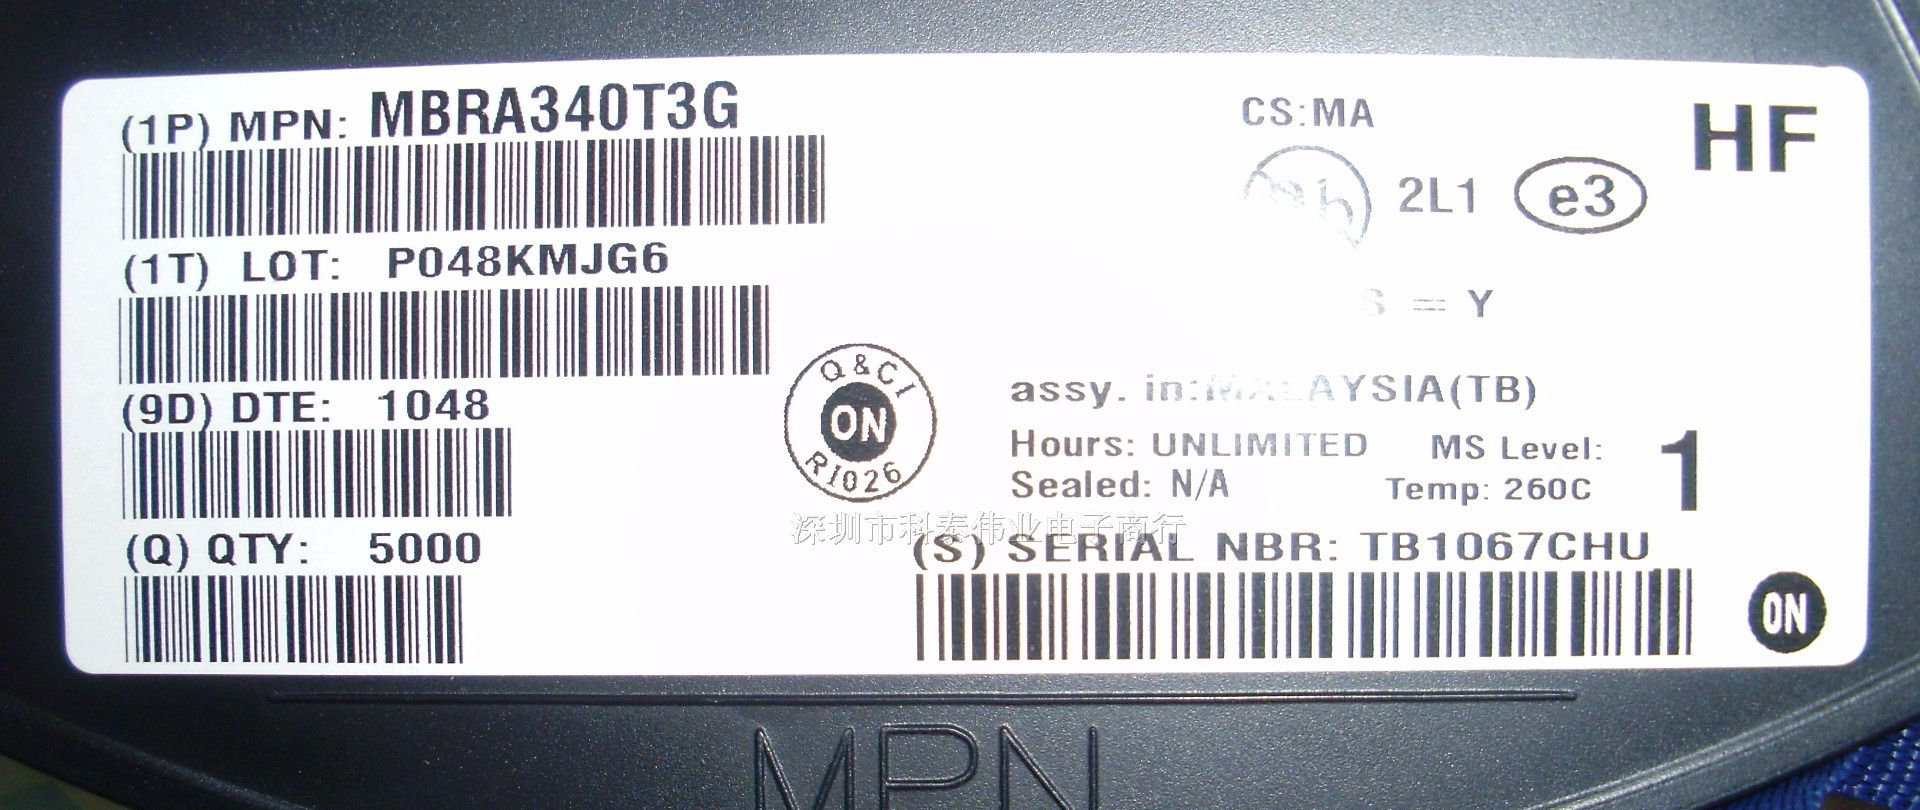 (1P) MPN: MBRA340T3G
CS:MA
HF
2L1 e3
(1T) LOT: P048KMJG6
S = Y
(9D) DTE: 1048
Q & CI
ON
R1026
assy. in:MALAYSIA(TB)
Hours: UNLIMITED MS Level: 1
Sealed: N/A Temp: 260C
深圳市科泰伟业电子商行
(Q) QTY: 5000
(S) SERIAL NBR: TB1067CHU
ON
MPN